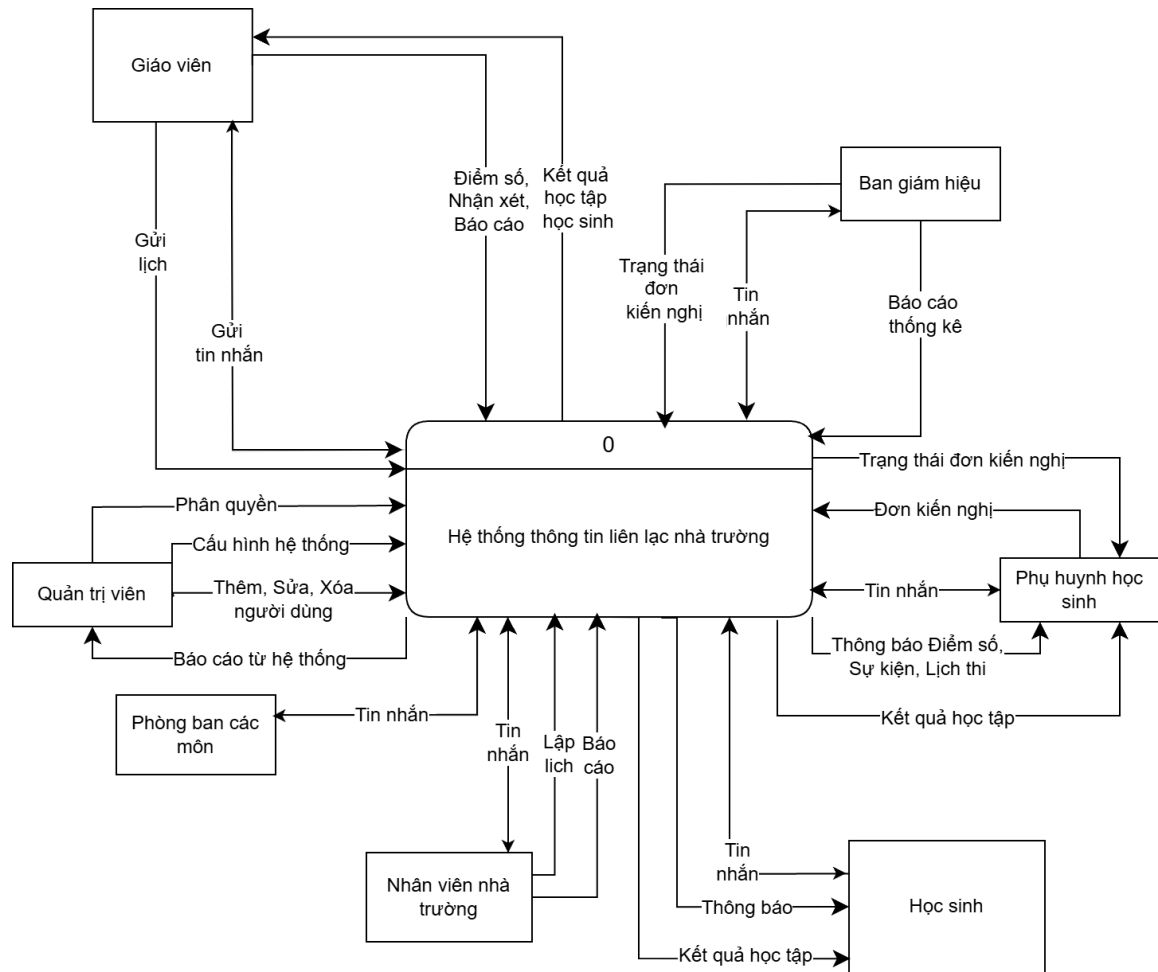 Giáo viên
Điểm số,
Nhận xét,
Báo cáo
Kết quả
học tập
học sinh
Ban giám hiệu
Gửi
lịch
Gửi
tin nhắn
Trạng thái
đơn
kiến nghị
Tin
nhắn
Báo cáo
thống kê
0
Hệ thống thông tin liên lạc nhà trường
Trạng thái đơn kiến nghị
Đơn kiến nghị
Phụ huynh học
sinh
Tin nhắn
Thông báo Điểm số,
Sự kiện, Lịch thi
Kết quả học tập
Phân quyền
Cấu hình hệ thống
Quản trị viên
Thêm, Sửa, Xóa
người dùng
Báo cáo từ hệ thống
Phòng ban các
môn
Tin nhắn
Tin
nhắn
Lập
lich
Báo
cáo
Nhân viên nhà
trường
Tin
nhắn
Thông báo
Kết quả học tập
Học sinh